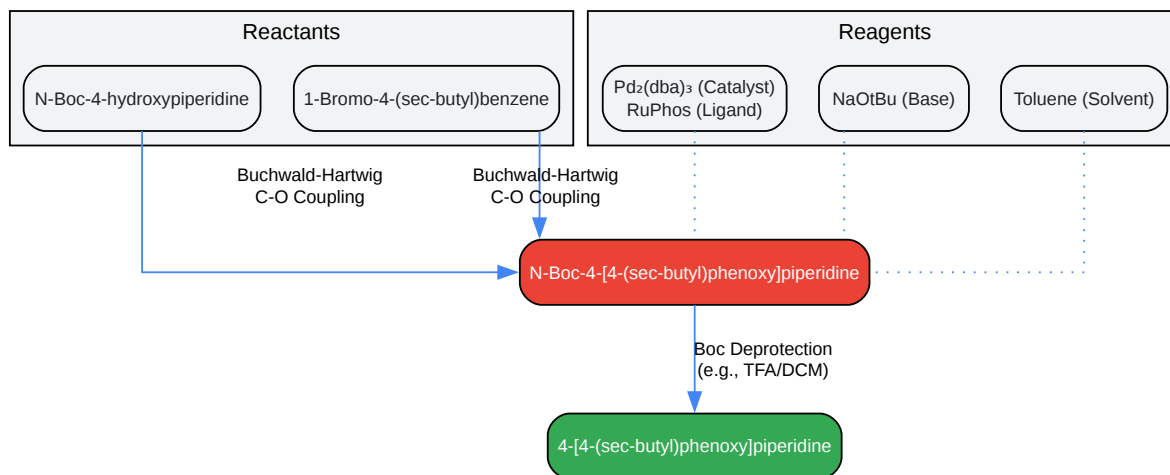 Reactants
Reagents
N-Boc-4-hydroxypiperidine
1-Bromo-4-(sec-butyl)benzene
Pd₂(dba)₃ (Catalyst)
RuPhos (Ligand)
NaOtBu (Base)
Toluene (Solvent)
Buchwald-Hartwig
C-O Coupling
Buchwald-Hartwig
C-O Coupling
N-Boc-4-[4-(sec-butyl)phenoxy]piperidine
Boc Deprotection
(e.g., TFA/DCM)
4-[4-(sec-butyl)phenoxy]piperidine